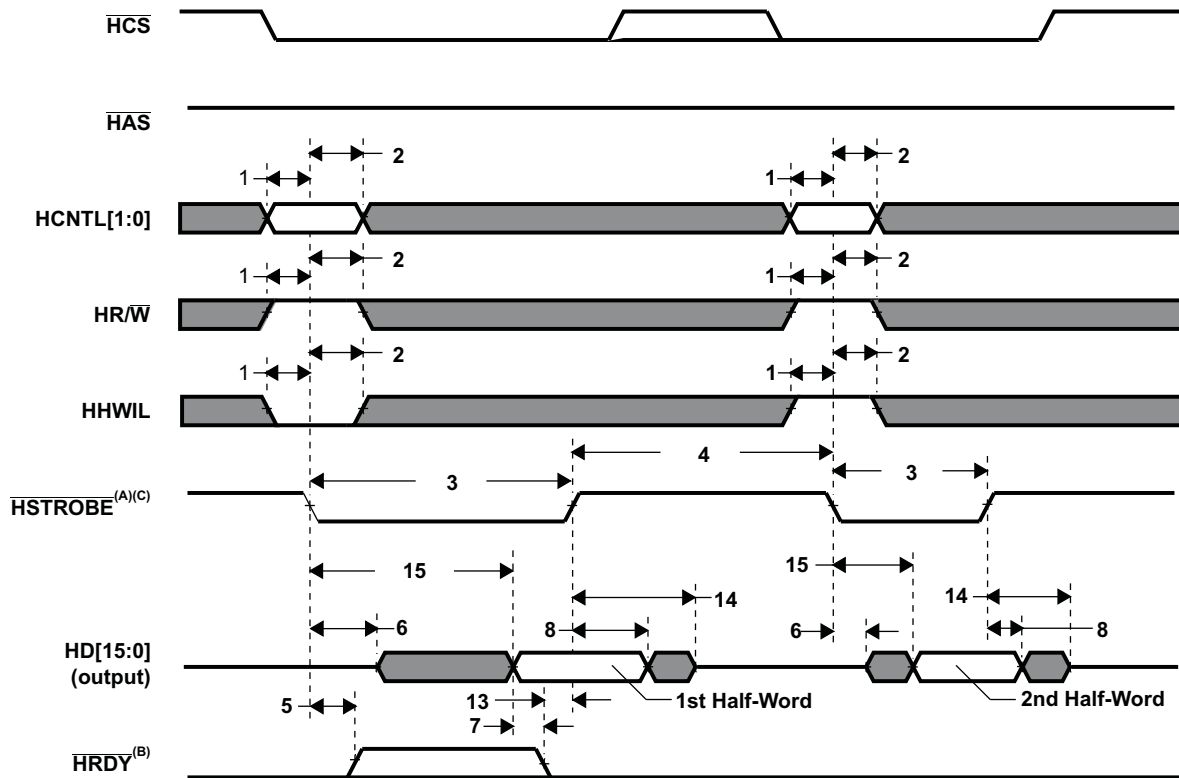 HCS
HAS
1 2 1 2
HCNTL[1:0]
1 2 1 2
HR/W
1 2 1 2
HHWIL
4
3 3
HSTROBE(A)(C)
15 15
14 14
6 8 6 8
HD[15:0]
(output)
1st Half-Word 2nd Half-Word
5 13
7
HRDY(B)